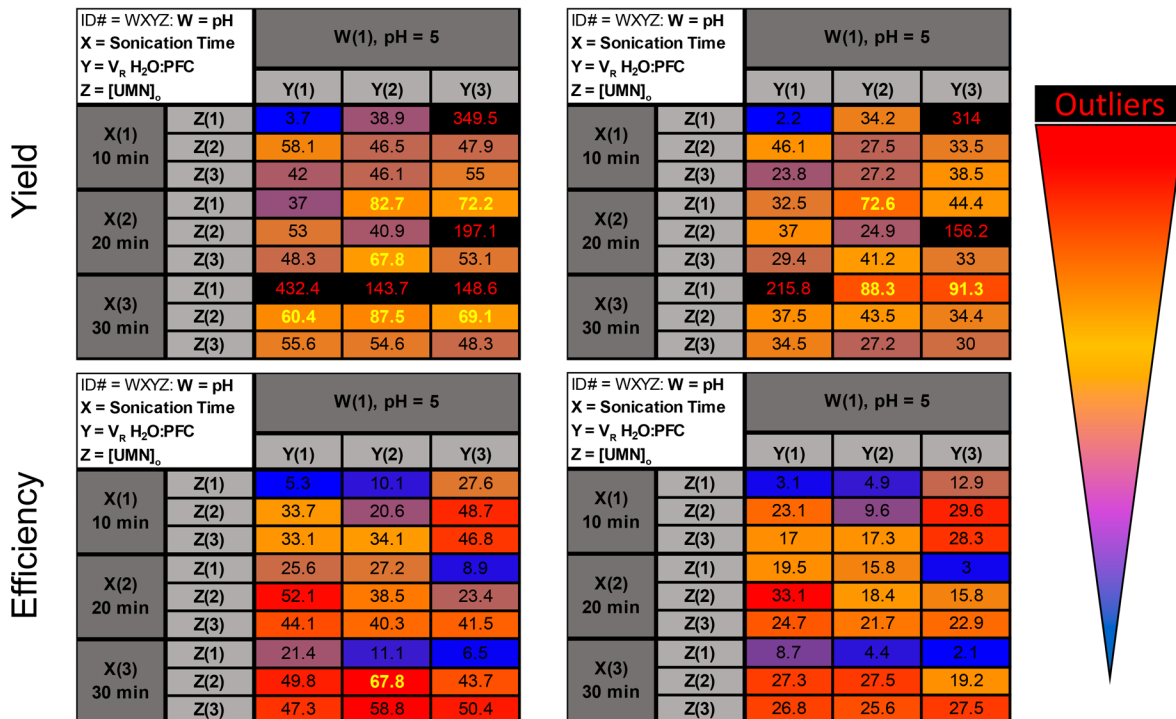 Yield
ID# = WXYZ: W = pH
X = Sonication Time
Y = V_R H₂O:PFC
Z = [UMN]ₒ
W(1), pH = 5
Y(1) Y(2) Y(3)
X(1) 10 min
Z(1) 3.7 38.9 349.5
Z(2) 58.1 46.5 47.9
Z(3) 42 46.1 55
X(2) 20 min
Z(1) 37 82.7 72.2
Z(2) 53 40.9 197.1
Z(3) 48.3 67.8 53.1
X(3) 30 min
Z(1) 432.4 143.7 148.6
Z(2) 60.4 87.5 69.1
Z(3) 55.6 54.6 48.3
ID# = WXYZ: W = pH
X = Sonication Time
Y = V_R H₂O:PFC
Z = [UMN]ₒ
W(1), pH = 5
Y(1) Y(2) Y(3)
X(1) 10 min
Z(1) 2.2 34.2 314
Z(2) 46.1 27.5 33.5
Z(3) 23.8 27.2 38.5
X(2) 20 min
Z(1) 32.5 72.6 44.4
Z(2) 37 24.9 156.2
Z(3) 29.4 41.2 33
X(3) 30 min
Z(1) 215.8 88.3 91.3
Z(2) 37.5 43.5 34.4
Z(3) 34.5 27.2 30
Outliers
Efficiency
ID# = WXYZ: W = pH
X = Sonication Time
Y = V_R H₂O:PFC
Z = [UMN]ₒ
W(1), pH = 5
Y(1) Y(2) Y(3)
X(1) 10 min
Z(1) 5.3 10.1 27.6
Z(2) 33.7 20.6 48.7
Z(3) 33.1 34.1 46.8
X(2) 20 min
Z(1) 25.6 27.2 8.9
Z(2) 52.1 38.5 23.4
Z(3) 44.1 40.3 41.5
X(3) 30 min
Z(1) 21.4 11.1 6.5
Z(2) 49.8 67.8 43.7
Z(3) 47.3 58.8 50.4
ID# = WXYZ: W = pH
X = Sonication Time
Y = V_R H₂O:PFC
Z = [UMN]ₒ
W(1), pH = 5
Y(1) Y(2) Y(3)
X(1) 10 min
Z(1) 3.1 4.9 12.9
Z(2) 23.1 9.6 29.6
Z(3) 17 17.3 28.3
X(2) 20 min
Z(1) 19.5 15.8 3
Z(2) 33.1 18.4 15.8
Z(3) 24.7 21.7 22.9
X(3) 30 min
Z(1) 8.7 4.4 2.1
Z(2) 27.3 27.5 19.2
Z(3) 26.8 25.6 27.5